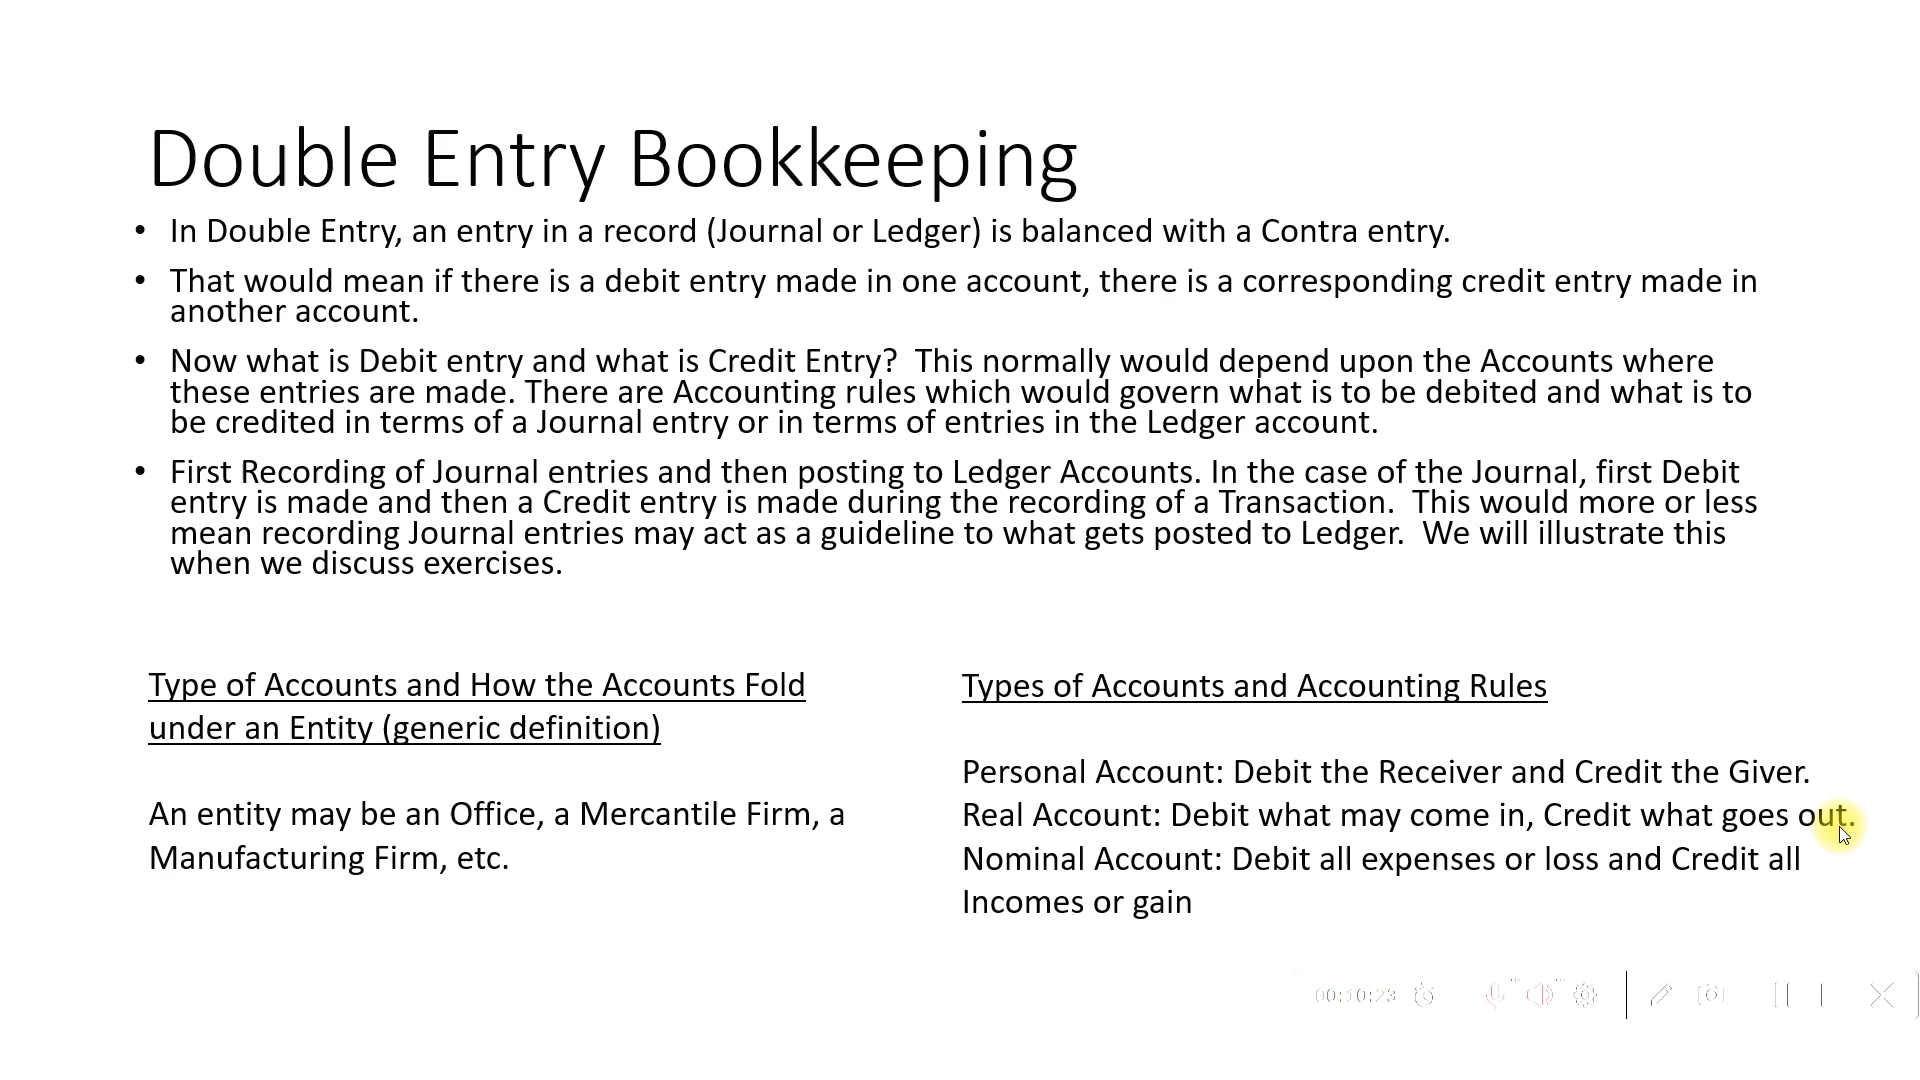 Double Entry Bookkeeping
• In Double Entry, an entry in a record (Journal or Ledger) is balanced with a Contra entry.
• That would mean if there is a debit entry made in one account, there is a corresponding credit entry made in
another account.
• Now what is Debit entry and what is Credit Entry?  This normally would depend upon the Accounts where
these entries are made. There are Accounting rules which would govern what is to be debited and what is to
be credited in terms of a Journal entry or in terms of entries in the Ledger account.
• First Recording of Journal entries and then posting to Ledger Accounts. In the case of the Journal, first Debit
entry is made and then a Credit entry is made during the recording of a Transaction.  This would more or less
mean recording Journal entries may act as a guideline to what gets posted to Ledger.  We will illustrate this
when we discuss exercises.
Type of Accounts and How the Accounts Fold
under an Entity (generic definition)
An entity may be an Office, a Mercantile Firm, a
Manufacturing Firm, etc.
Types of Accounts and Accounting Rules
Personal Account: Debit the Receiver and Credit the Giver.
Real Account: Debit what may come in, Credit what goes out.
Nominal Account: Debit all expenses or loss and Credit all
Incomes or gain
00:10:23